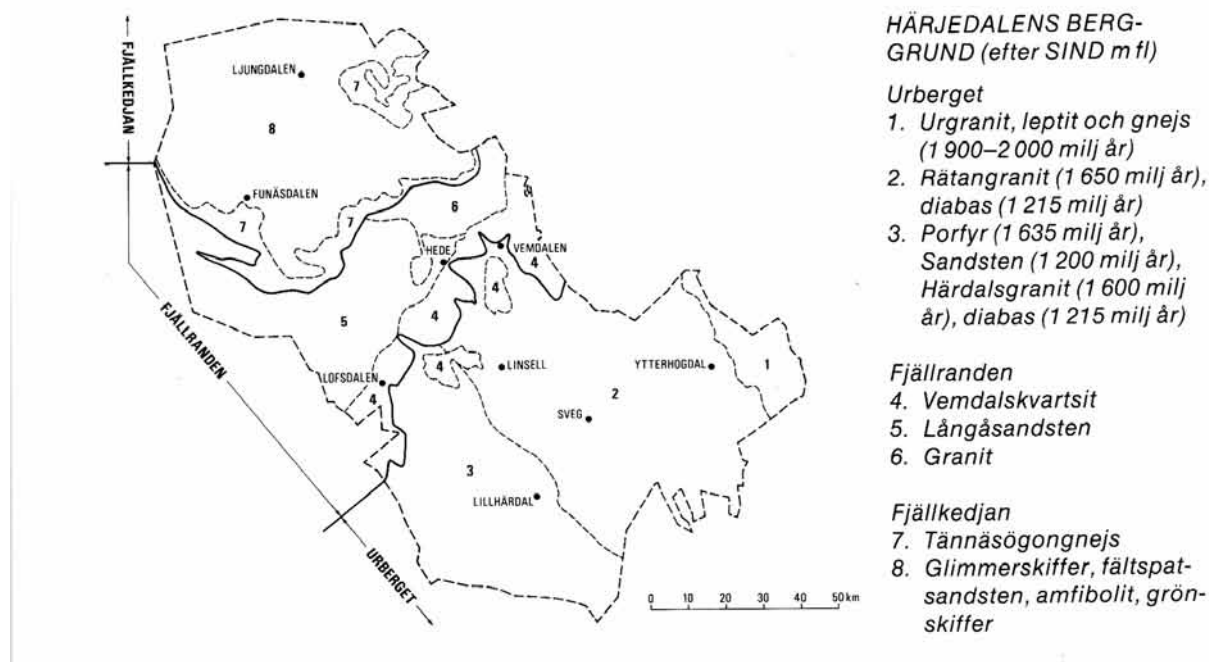 FJÄLLKEDJAN
FJÄLLRANDEN
URBERGET
LJUNGDALEN
7
8
FUNÄSDALEN
7
7
6
HEDE
VEMDALEN
4
4
4
5
4
LINSELL
YTTERHOGDAL
1
LOFSDALEN
4
2
SVEG
3
LILLHÄRDAL
0 10 20 30 40 50 km
HÄRJEDALENS BERG-
GRUND (efter SIND m fl)
Urberget
1. Urgranit, leptit och gnejs
(1 900–2 000 milj år)
2. Rätangranit (1 650 milj år),
diabas (1 215 milj år)
3. Porfyr (1 635 milj år),
Sandsten (1 200 milj år),
Härdalsgranit (1 600 milj
år), diabas (1 215 milj år)
Fjällranden
4. Vemdalskvartsit
5. Långåsandsten
6. Granit
Fjällkedjan
7. Tännäsögongnejs
8. Glimmerskiffer, fältspat-
sandsten, amfibolit, grön-
skiffer